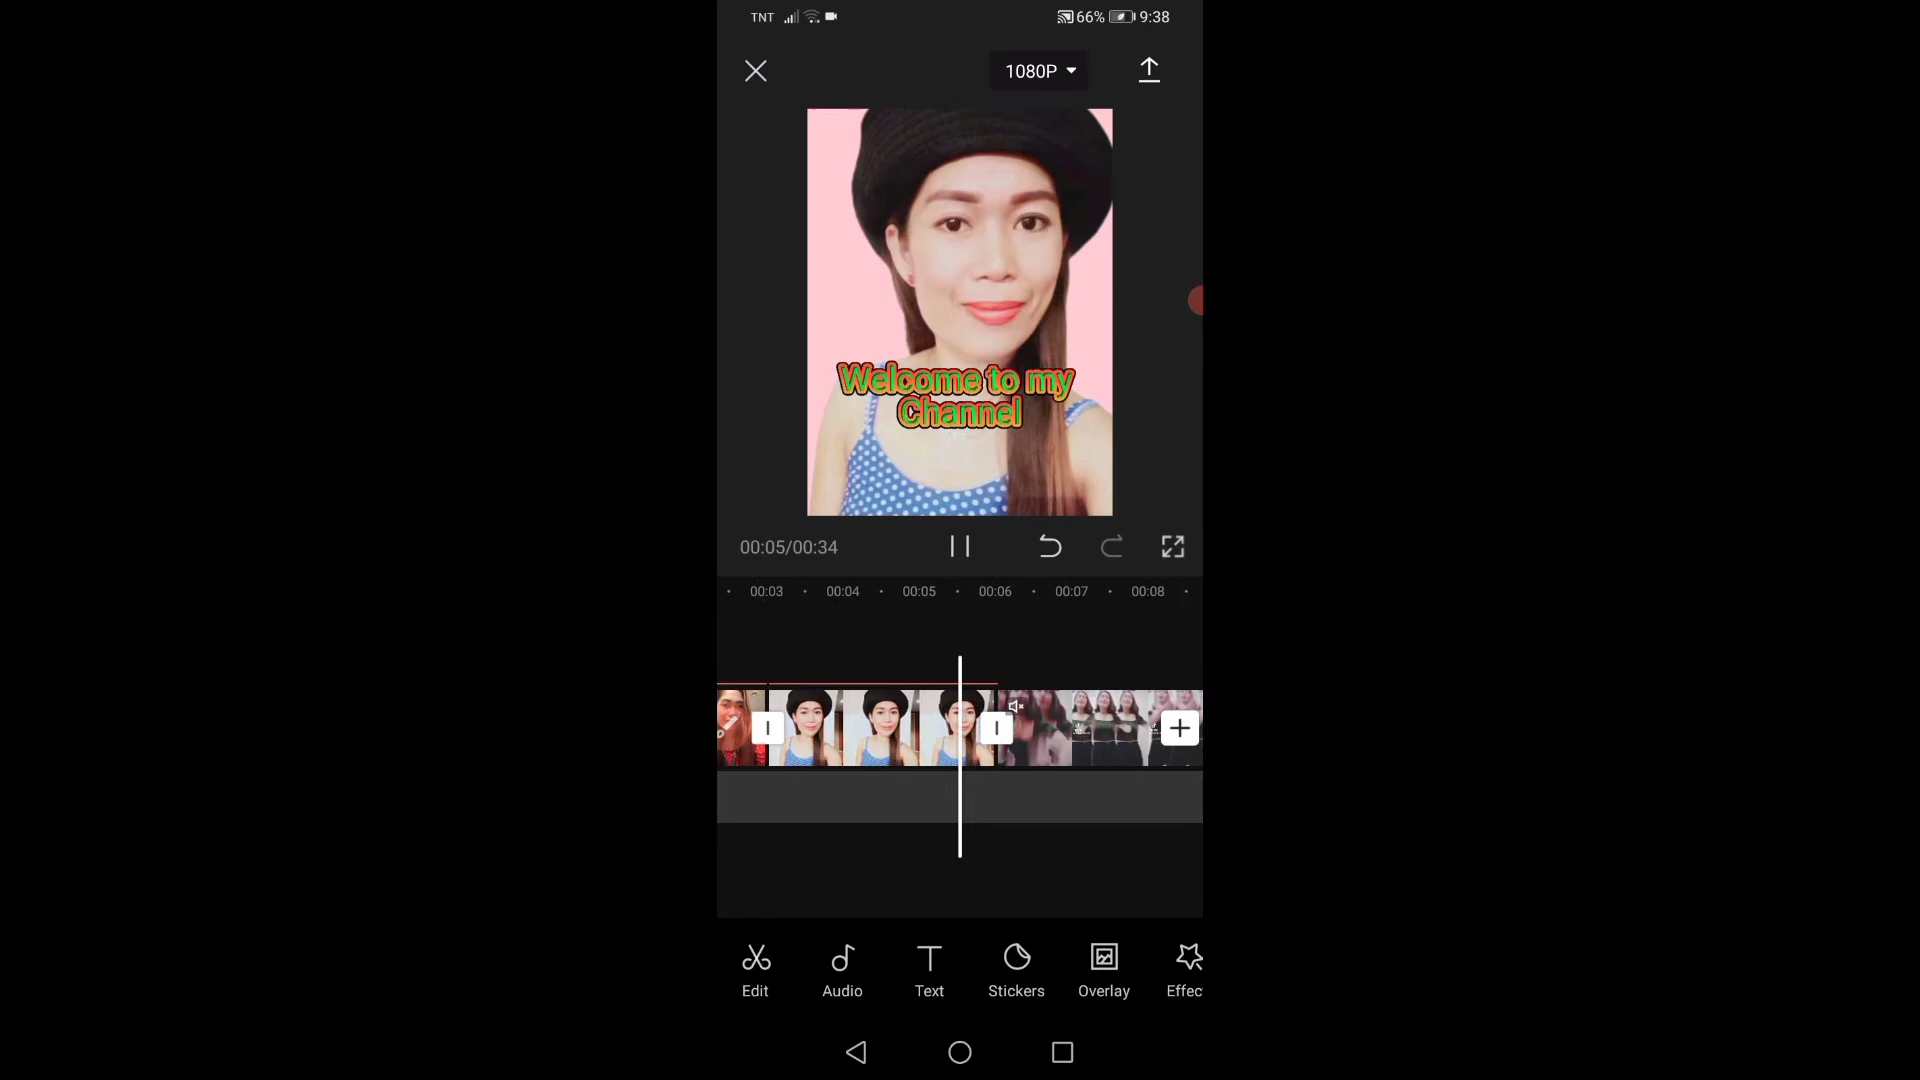 TNT 66% 9:38
1080P
Welcome to my
Channel
00:05/00:34
00:03 00:04 00:05 00:06 00:07 00:08
Edit Audio Text Stickers Overlay Effec